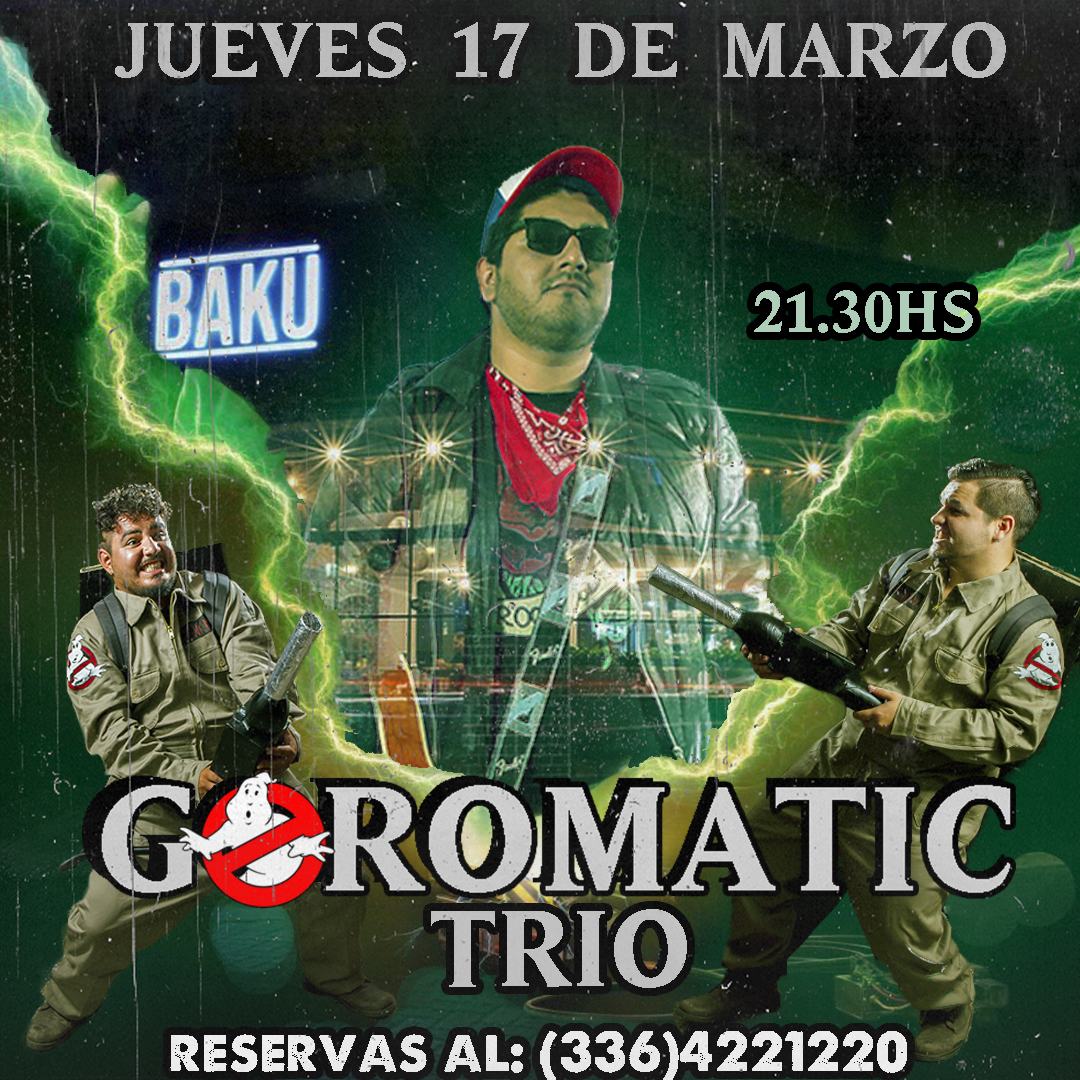 JUEVES 17 DE MARZO
BAKU
21.30HS
GOROMATIC
TRIO
RESERVAS AL: (336)4221220